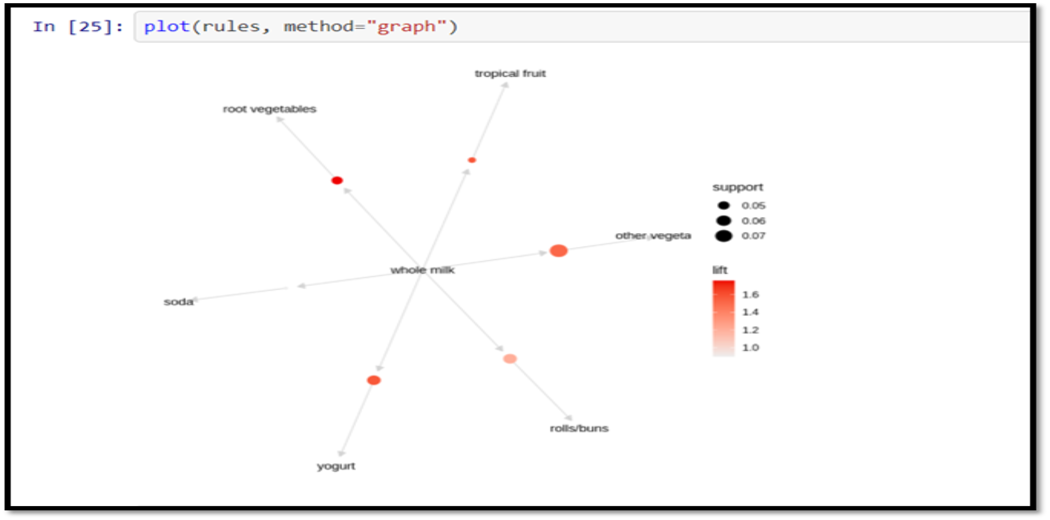 In [25]: plot(rules, method="graph")
tropical fruit
root vegetables
support
0.05
0.06
0.07
other vegeta
whole milk
lift
soda
1.6
1.4
1.2
1.0
rolls/buns
yogurt